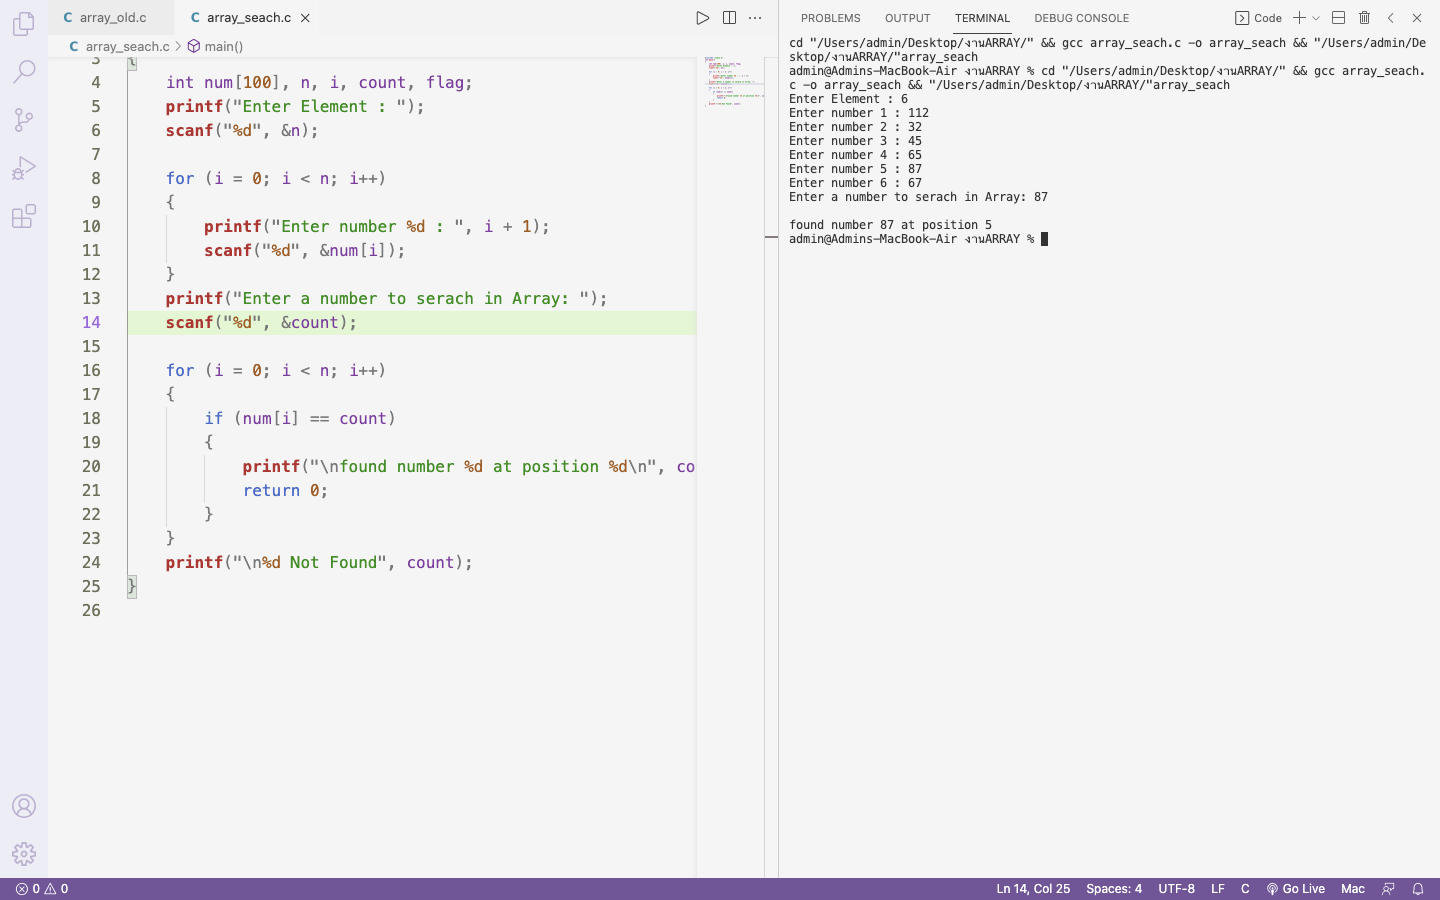 array_old.c
array_seach.c
array_seach.c > main()
3 {
4 int num[100], n, i, count, flag;
5 printf("Enter Element : ");
6 scanf("%d", &n);
7
8 for (i = 0; i < n; i++)
9 {
10 printf("Enter number %d : ", i + 1);
11 scanf("%d", &num[i]);
12 }
13 printf("Enter a number to serach in Array: ");
14 scanf("%d", &count);
15
16 for (i = 0; i < n; i++)
17 {
18 if (num[i] == count)
19 {
20 printf("\nfound number %d at position %d\n", co
21 return 0;
22 }
23 }
24 printf("\n%d Not Found", count);
25 }
26
PROBLEMS OUTPUT TERMINAL DEBUG CONSOLE
Code
cd "/Users/admin/Desktop/งานARRAY/" && gcc array_seach.c -o array_seach && "/Users/admin/De
sktop/งานARRAY/"array_seach
admin@Admins-MacBook-Air งานARRAY % cd "/Users/admin/Desktop/งานARRAY/" && gcc array_seach.
c -o array_seach && "/Users/admin/Desktop/งานARRAY/"array_seach
Enter Element : 6
Enter number 1 : 112
Enter number 2 : 32
Enter number 3 : 45
Enter number 4 : 65
Enter number 5 : 87
Enter number 6 : 67
Enter a number to serach in Array: 87
found number 87 at position 5
admin@Admins-MacBook-Air งานARRAY %
0 0
Ln 14, Col 25 Spaces: 4 UTF-8 LF C Go Live Mac